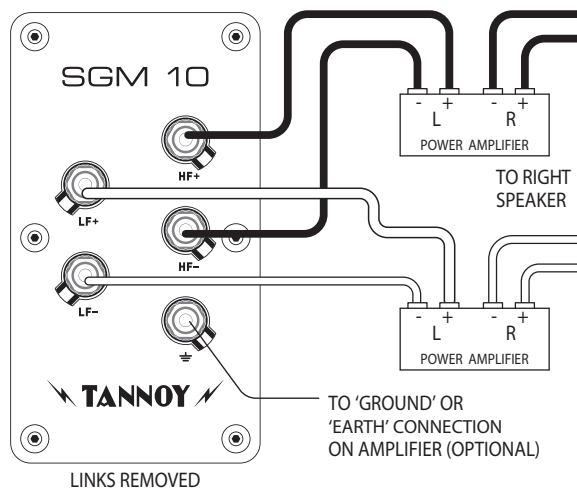 SGM 10
HF+
LF+
HF-
LF-
TANNOY
LINKS REMOVED
- + - +
L R
POWER AMPLIFIER
TO RIGHT
SPEAKER
- + - +
L R
POWER AMPLIFIER
TO 'GROUND' OR
'EARTH' CONNECTION
ON AMPLIFIER (OPTIONAL)